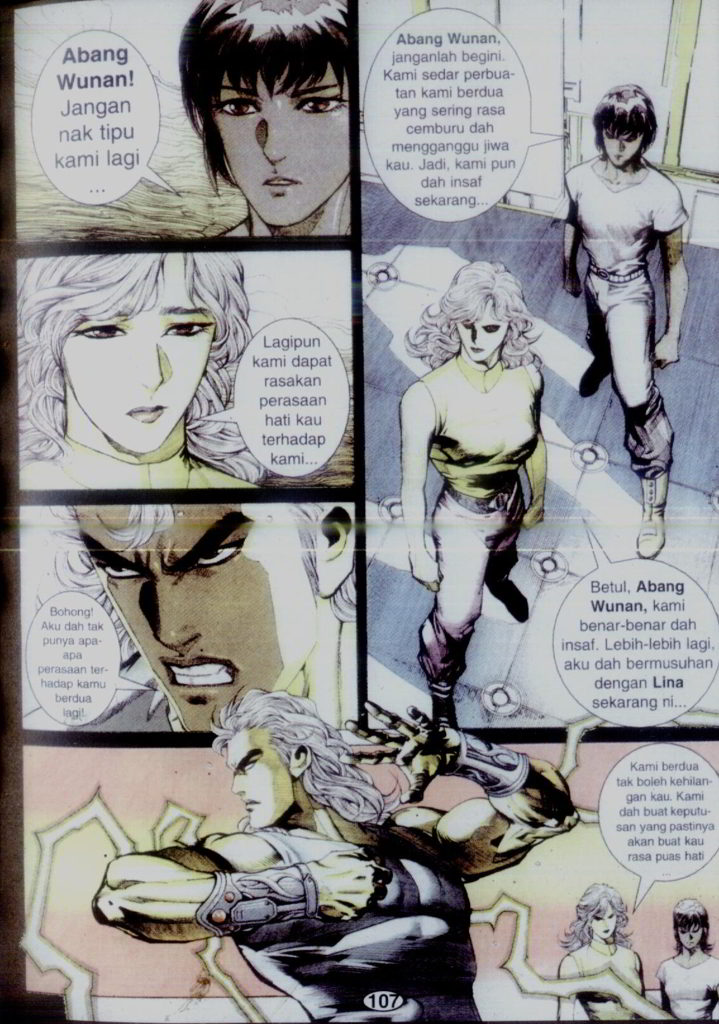 Abang
Wunan!
Jangan
nak tipu
kami lagi
...
Abang Wunan,
janganlah begini.
Kami sedar perbua-
tan kami berdua
yang sering rasa
cemburu dah
mengganggu jiwa
kau. Jadi, kami pun
dah insaf
sekarang...
Lagipun
kami dapat
rasakan
perasaan
hati kau
terhadap
kami...
Betul, Abang
Wunan, kami
benar-benar dah
insaf. Lebih-lebih lagi,
aku dah bermusuhan
dengan Lina
sekarang ni...
Bohong!
Aku dah tak
punya apa-
apa
perasaan ter-
hadap kamu
berdua
lagi!
Kami berdua
tak boleh kehilan-
gan kau. Kami
dah buat keputu-
san yang pastinya
akan buat kau
rasa puas hati
107